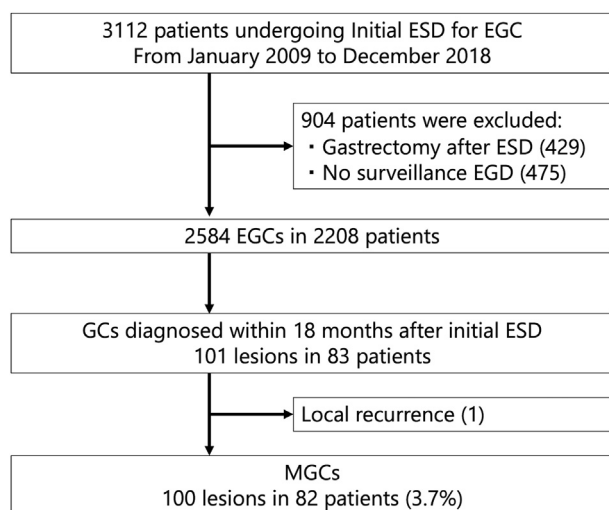 3112 patients undergoing Initial ESD for EGC
From January 2009 to December 2018
904 patients were excluded:
・Gastrectomy after ESD (429)
・No surveillance EGD (475)
2584 EGCs in 2208 patients
GCs diagnosed within 18 months after initial ESD
101 lesions in 83 patients
Local recurrence (1)
MGCs
100 lesions in 82 patients (3.7%)